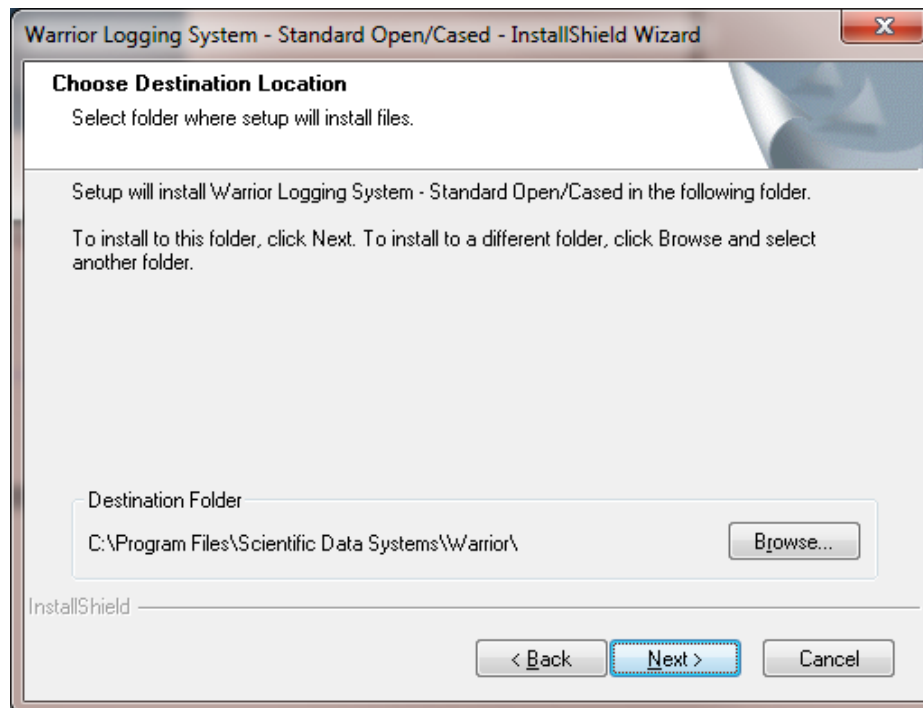 Warrior Logging System - Standard Open/Cased - InstallShield Wizard
X
Choose Destination Location
Select folder where setup will install files.
Setup will install Warrior Logging System - Standard Open/Cased in the following folder.
To install to this folder, click Next. To install to a different folder, click Browse and select
another folder.
Destination Folder
C:\Program Files\Scientific Data Systems\Warrior\
Browse...
InstallShield
< Back
Next >
Cancel